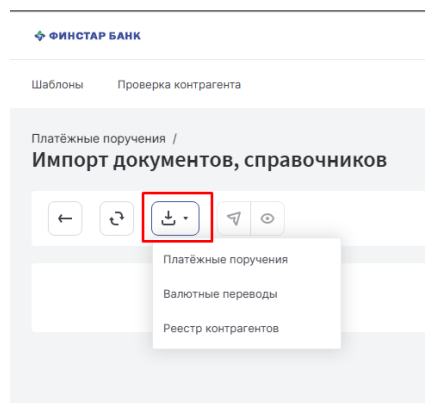 ФИНСТАР БАНК
Шаблоны Проверка контрагента
Платёжные поручения /
Импорт документов, справочников
Платёжные поручения
Валютные переводы
Реестр контрагентов